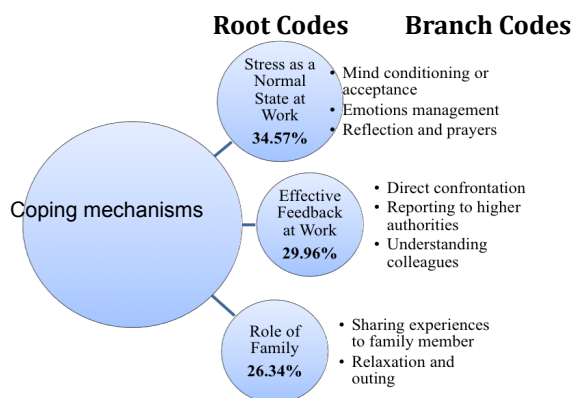 Root Codes
Branch Codes
Coping mechanisms
Stress as a
Normal
State at
Work
34.57%
• Mind conditioning or
acceptance
• Emotions management
• Reflection and prayers
Effective
Feedback
at Work
29.96%
• Direct confrontation
• Reporting to higher
authorities
• Understanding
colleagues
Role of
Family
26.34%
• Sharing experiences
to family member
• Relaxation and
outing